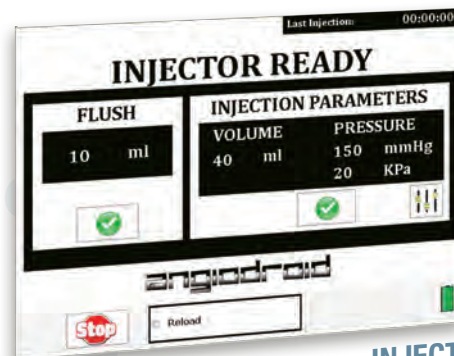 Last Injection: 00:00:00
INJECTOR READY
FLUSH
10 ml
INJECTION PARAMETERS
VOLUME PRESSURE
40 ml 150 mmHg
20 KPa
angiodroid
Stop
Reload
INJECT